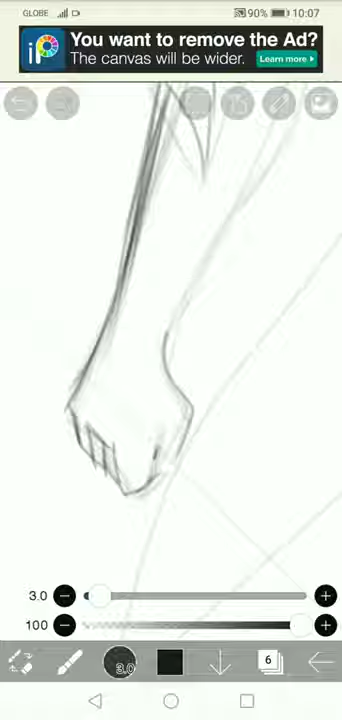 GLOBE 90% 10:07
iP You want to remove the Ad?
The canvas will be wider. Learn more
3.0
100
3.0 6